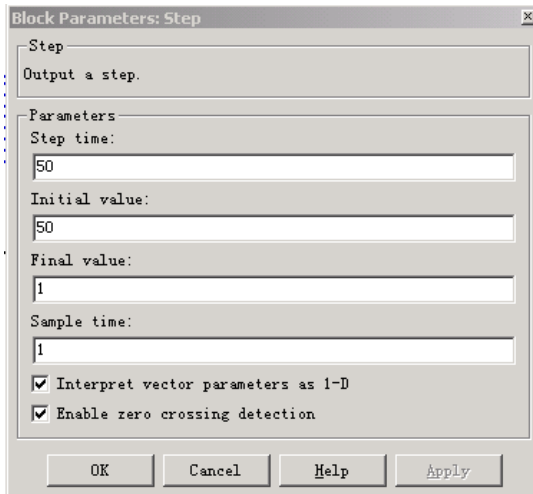 Block Parameters: Step
Step
Output a step.
Parameters
Step time:
50
Initial value:
50
Final value:
1
Sample time:
1
Interpret vector parameters as 1-D
Enable zero crossing detection
OK Cancel Help Apply